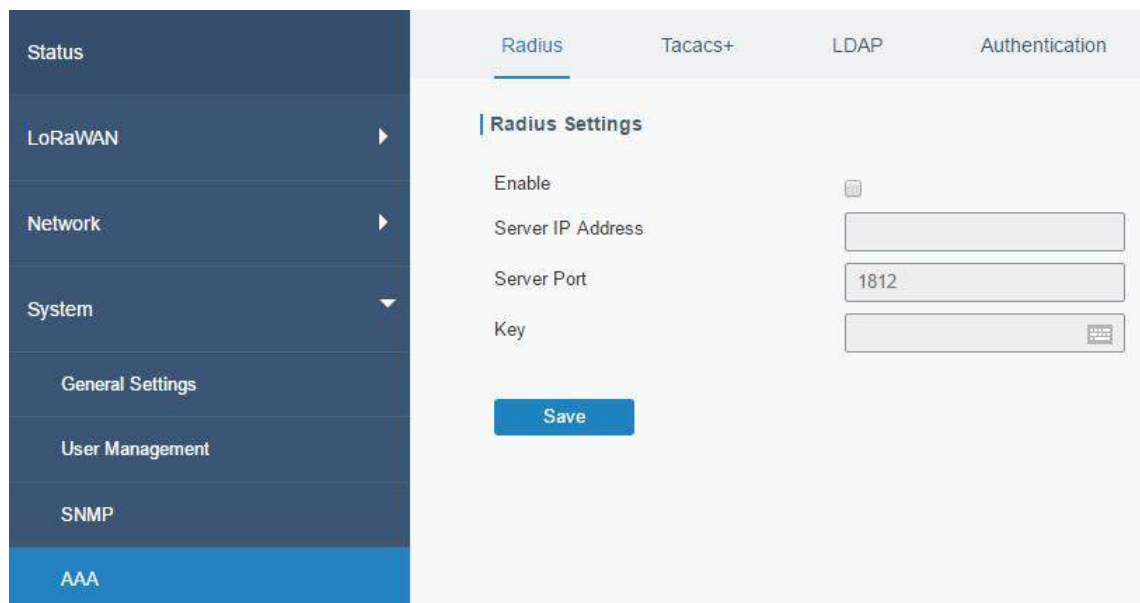 Status
LoRaWAN
Network
System
General Settings
User Management
SNMP
AAA
Radius Tacacs+ LDAP Authentication
Radius Settings
Enable
Server IP Address
Server Port 1812
Key
Save